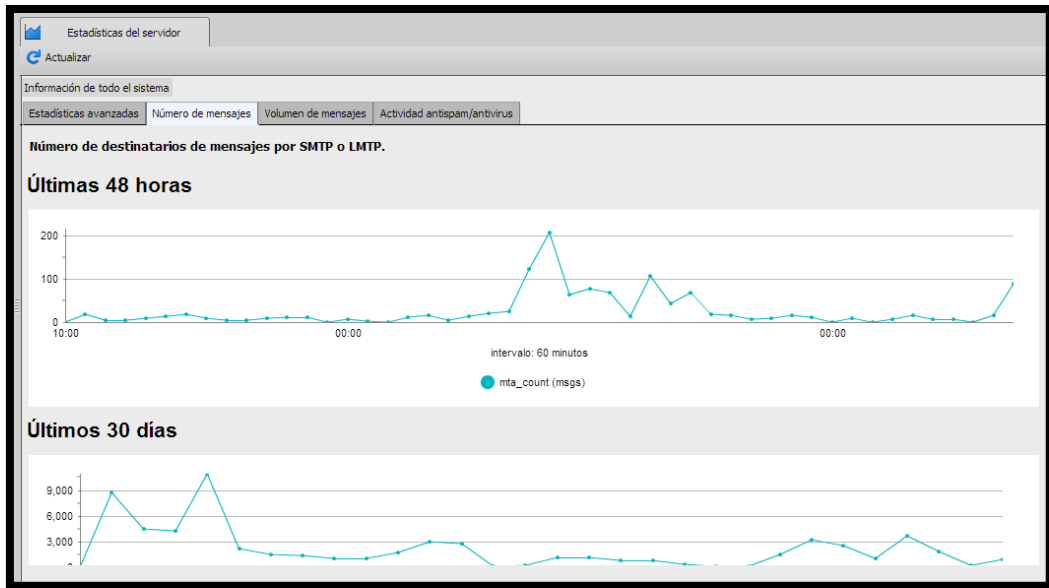 Estadísticas del servidor
Actualizar
Información de todo el sistema
Estadísticas avanzadas Número de mensajes Volumen de mensajes Actividad antispam/antivirus
Número de destinatarios de mensajes por SMTP o LMTP.
Últimas 48 horas
200
100
0
10:00 00:00 00:00
intervalo: 60 minutos
mta_count (msgs)
Últimos 30 días
9,000
6,000
3,000